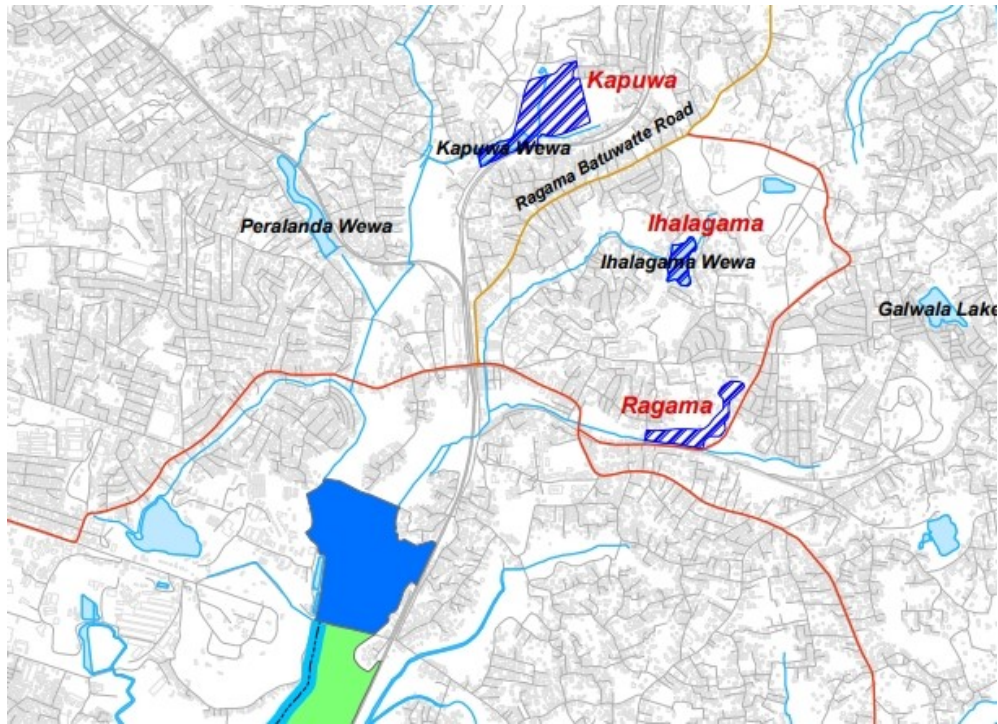 Kapuwa
Kapuwa Wewa
Ragama Batuwatte Road
Peralanda Wewa
Ihalagama
Ihalagama Wewa
Galwala Lake
Ragama